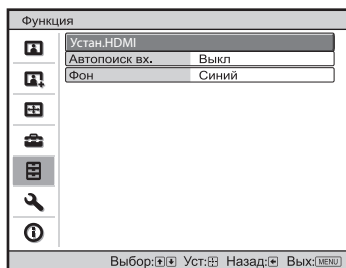 Функция
Устан.HDMI
Автопоиск вх. Выкл
Фон Синий
Выбор: Уст: Назад: Вых: MENU